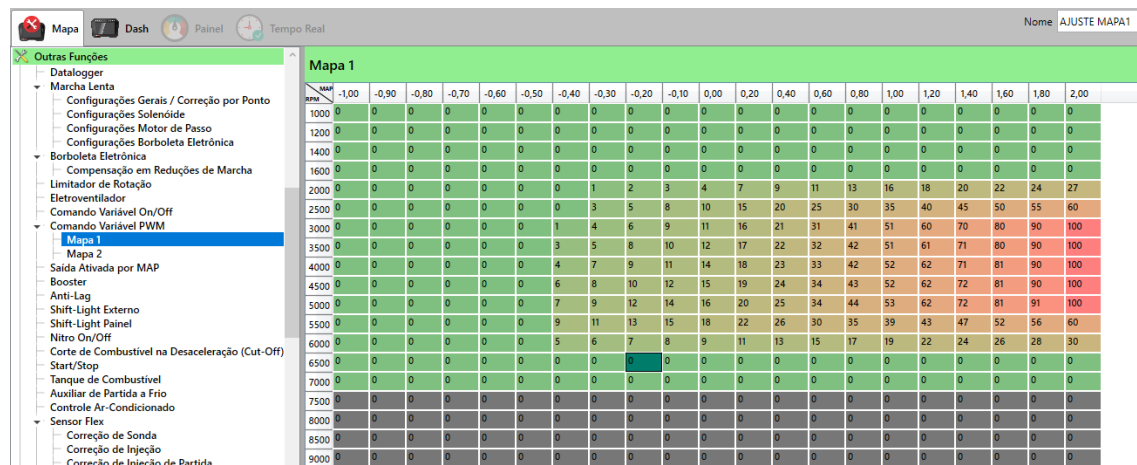 Mapa Dash Painel Tempo Real Nome AJUSTE MAPA1
Outras Funções
Datalogger
Marcha Lenta
Configurações Gerais / Correção por Ponto
Configurações Solenóide
Configurações Motor de Passo
Configurações Borboleta Eletrônica
Borboleta Eletrônica
Compensação em Reduções de Marcha
Limitador de Rotação
Eletroventilador
Comando Variável On/Off
Comando Variável PWM
Mapa 1
Mapa 2
Saída Ativada por MAP
Booster
Anti-Lag
Shift-Light Externo
Shift-Light Painel
Nitro On/Off
Corte de Combustível na Desaceleração (Cut-Off)
Start/Stop
Tanque de Combustível
Auxiliar de Partida a Frio
Controle Ar-Condicionado
Sensor Flex
Correção de Sonda
Correção de Injeção
Correção de Injeção de Partida
Mapa 1
RPM MAP -1,00 -0,90 -0,80 -0,70 -0,60 -0,50 -0,40 -0,30 -0,20 -0,10 0,00 0,20 0,40 0,60 0,80 1,00 1,20 1,40 1,60 1,80 2,00
1000 0 0 0 0 0 0 0 0 0 0 0 0 0 0 0 0 0 0 0 0 0
1200 0 0 0 0 0 0 0 0 0 0 0 0 0 0 0 0 0 0 0 0 0
1400 0 0 0 0 0 0 0 0 0 0 0 0 0 0 0 0 0 0 0 0 0
1600 0 0 0 0 0 0 0 0 0 0 0 0 0 0 0 0 0 0 0 0 0
2000 0 0 0 0 0 0 0 1 2 3 4 7 9 11 13 16 18 20 22 24 27
2500 0 0 0 0 0 0 0 3 5 8 10 15 20 25 30 35 40 45 50 55 60
3000 0 0 0 0 0 0 1 4 6 9 11 16 21 31 41 51 60 70 80 90 100
3500 0 0 0 0 0 0 3 5 8 10 12 17 22 32 42 51 61 71 80 90 100
4000 0 0 0 0 0 0 4 7 9 11 14 18 23 33 42 52 62 71 81 90 100
4500 0 0 0 0 0 0 6 8 10 12 15 19 24 34 43 52 62 72 81 90 100
5000 0 0 0 0 0 0 7 9 12 14 16 20 25 34 44 53 62 72 81 91 100
5500 0 0 0 0 0 0 9 11 13 15 18 22 26 30 35 39 43 47 52 56 60
6000 0 0 0 0 0 0 5 6 7 8 9 11 13 15 17 19 22 24 26 28 30
6500 0 0 0 0 0 0 0 0 0 0 0 0 0 0 0 0 0 0 0 0 0
7000 0 0 0 0 0 0 0 0 0 0 0 0 0 0 0 0 0 0 0 0 0
7500 0 0 0 0 0 0 0 0 0 0 0 0 0 0 0 0 0 0 0 0 0
8000 0 0 0 0 0 0 0 0 0 0 0 0 0 0 0 0 0 0 0 0 0
8500 0 0 0 0 0 0 0 0 0 0 0 0 0 0 0 0 0 0 0 0 0
9000 0 0 0 0 0 0 0 0 0 0 0 0 0 0 0 0 0 0 0 0 0